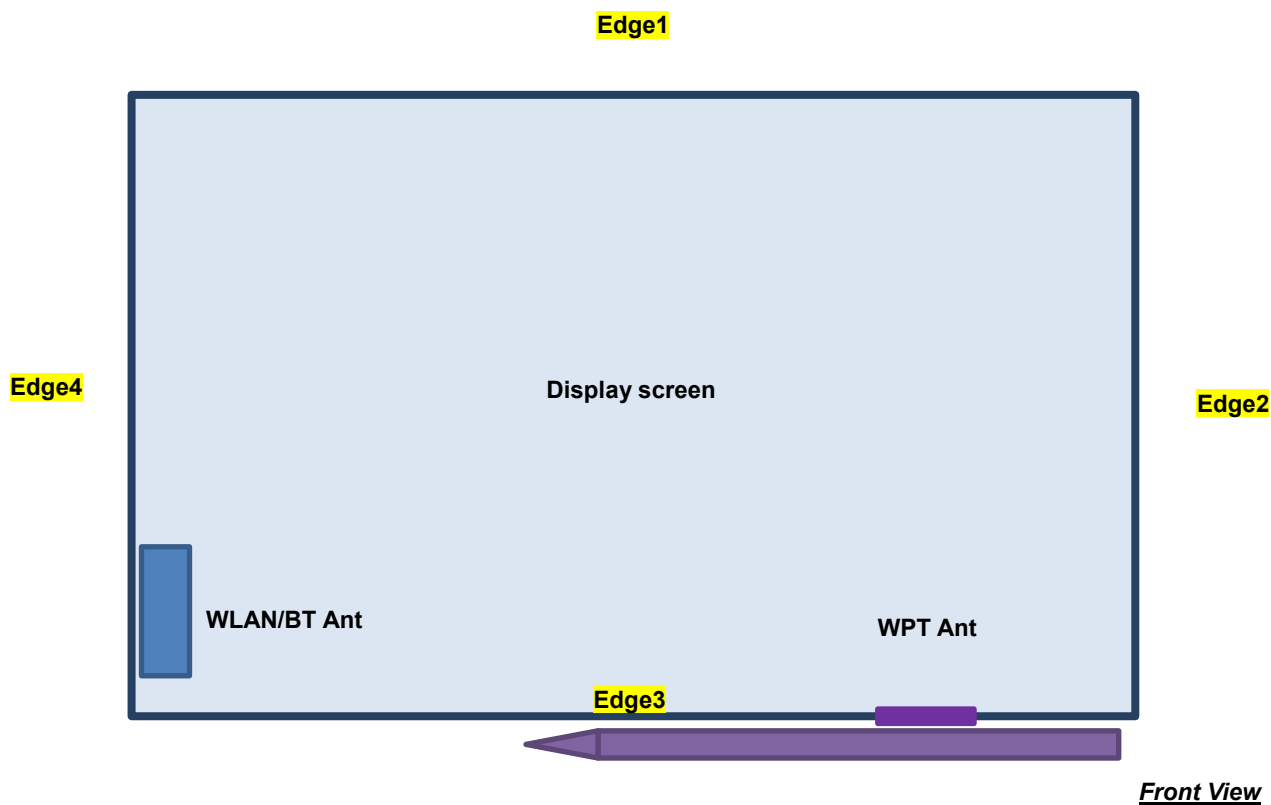 Edge1
Edge4
Display screen
Edge2
WLAN/BT Ant
WPT Ant
Edge3
Front View